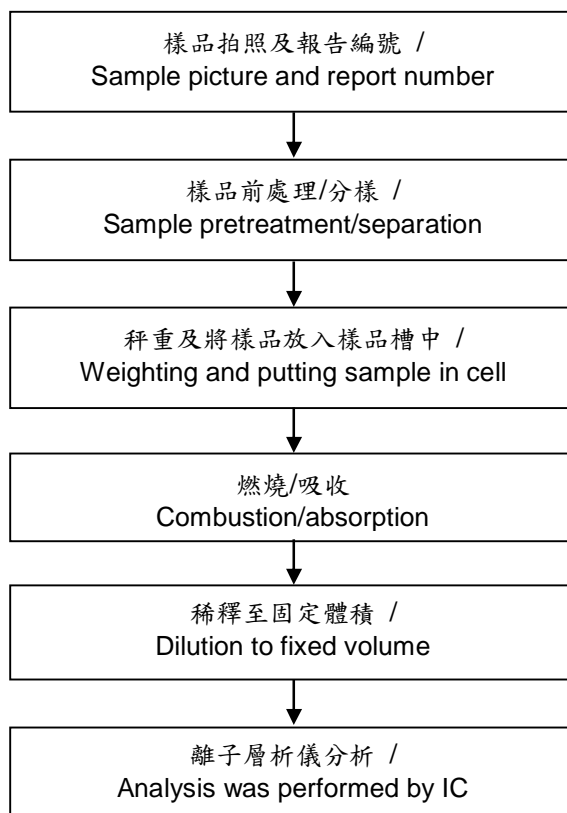 樣品拍照及報告編號 /
Sample picture and report number
樣品前處理/分樣 /
Sample pretreatment/separation
秤重及將樣品放入樣品槽中 /
Weighting and putting sample in cell
燃燒/吸收
Combustion/absorption
稀釋至固定體積 /
Dilution to fixed volume
離子層析儀分析 /
Analysis was performed by IC